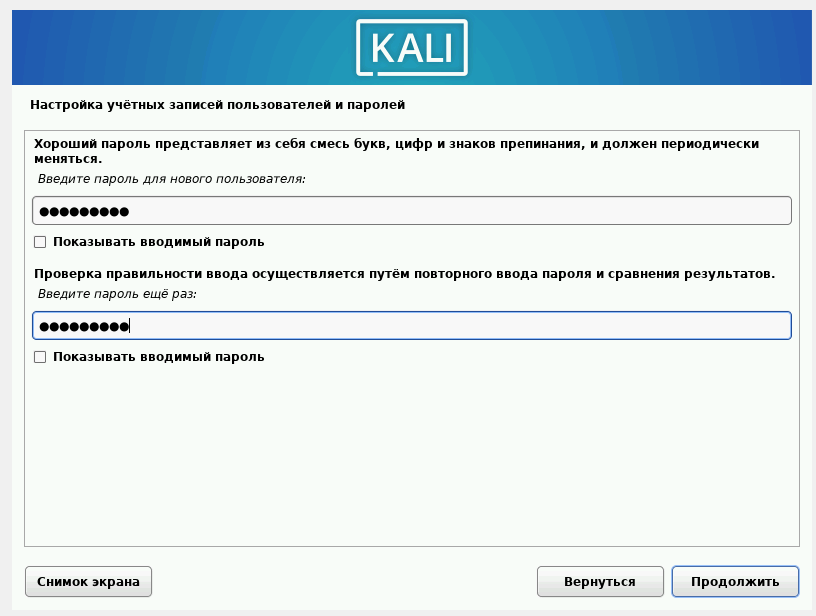 KALI
Настройка учётных записей пользователей и паролей
Хороший пароль представляет из себя смесь букв, цифр и знаков препинания, и должен периодически
меняться.
Введите пароль для нового пользователя:
●●●●●●●●●
Показывать вводимый пароль
Проверка правильности ввода осуществляется путём повторного ввода пароля и сравнения результатов.
Введите пароль ещё раз:
●●●●●●●●●
Показывать вводимый пароль
Снимок экрана
Вернуться
Продолжить